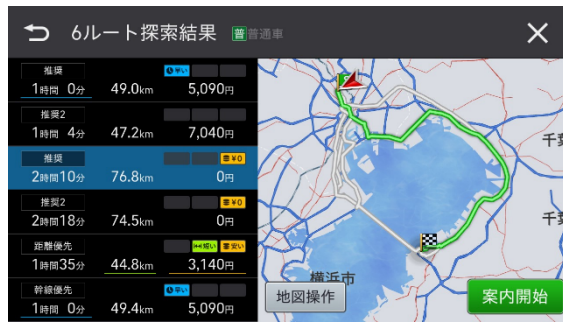 6ルート探索結果 普 普通車
推奨 早い
1時間 0分 49.0km 5,090円
推奨2
1時間 4分 47.2km 7,040円
推奨 ¥0
2時間10分 76.8km 0円
推奨2 ¥0
2時間18分 74.5km 0円
距離優先 短い 安い
1時間35分 44.8km 3,140円
幹線優先 早い
1時間 0分 49.4km 5,090円
千葉
千葉
横浜市
地図操作
案内開始